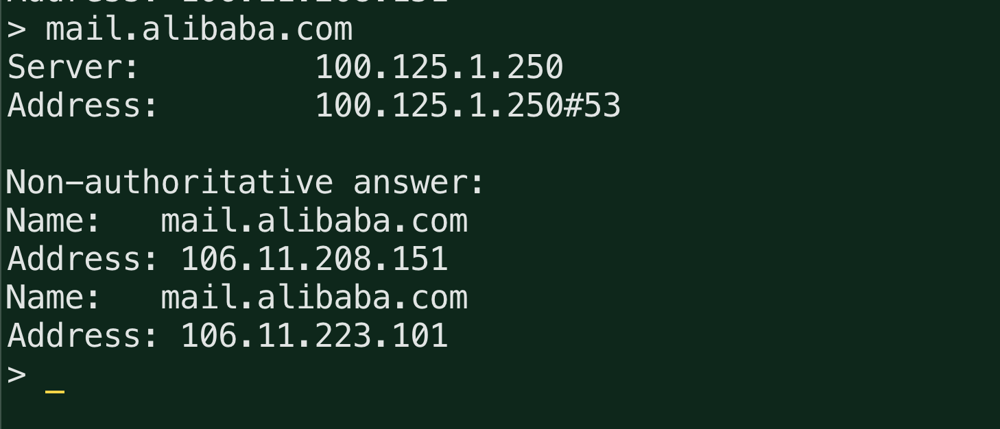 > mail.alibaba.com
Server: 100.125.1.250
Address: 100.125.1.250#53
Non-authoritative answer:
Name: mail.alibaba.com
Address: 106.11.208.151
Name: mail.alibaba.com
Address: 106.11.223.101
> _